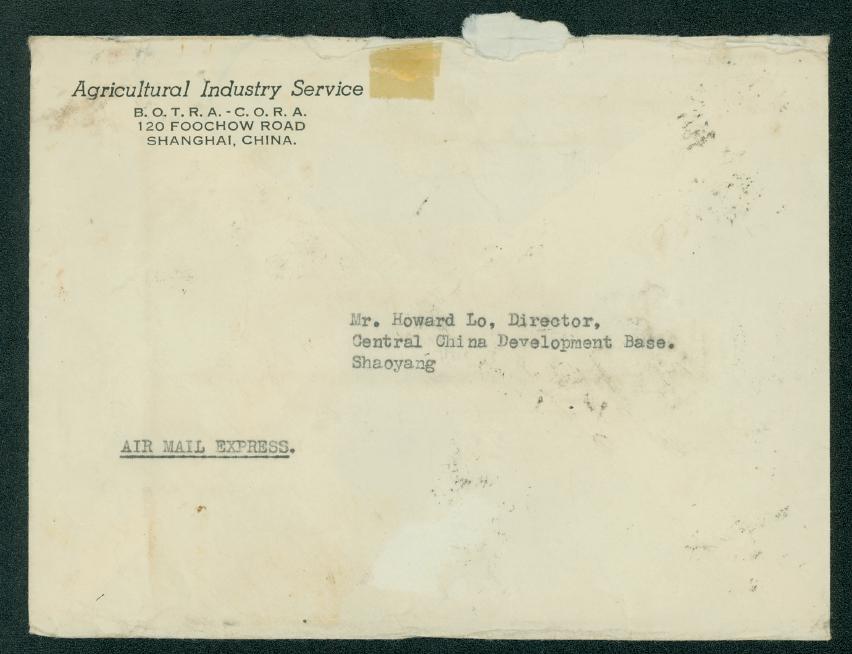 Agricultural Industry Service
B. O. T. R. A. - C. O. R. A.
120 FOOCHOW ROAD
SHANGHAI, CHINA.
Mr. Howard Lo, Director,
Central China Development Base.
Shaoyang
AIR MAIL EXPRESS.